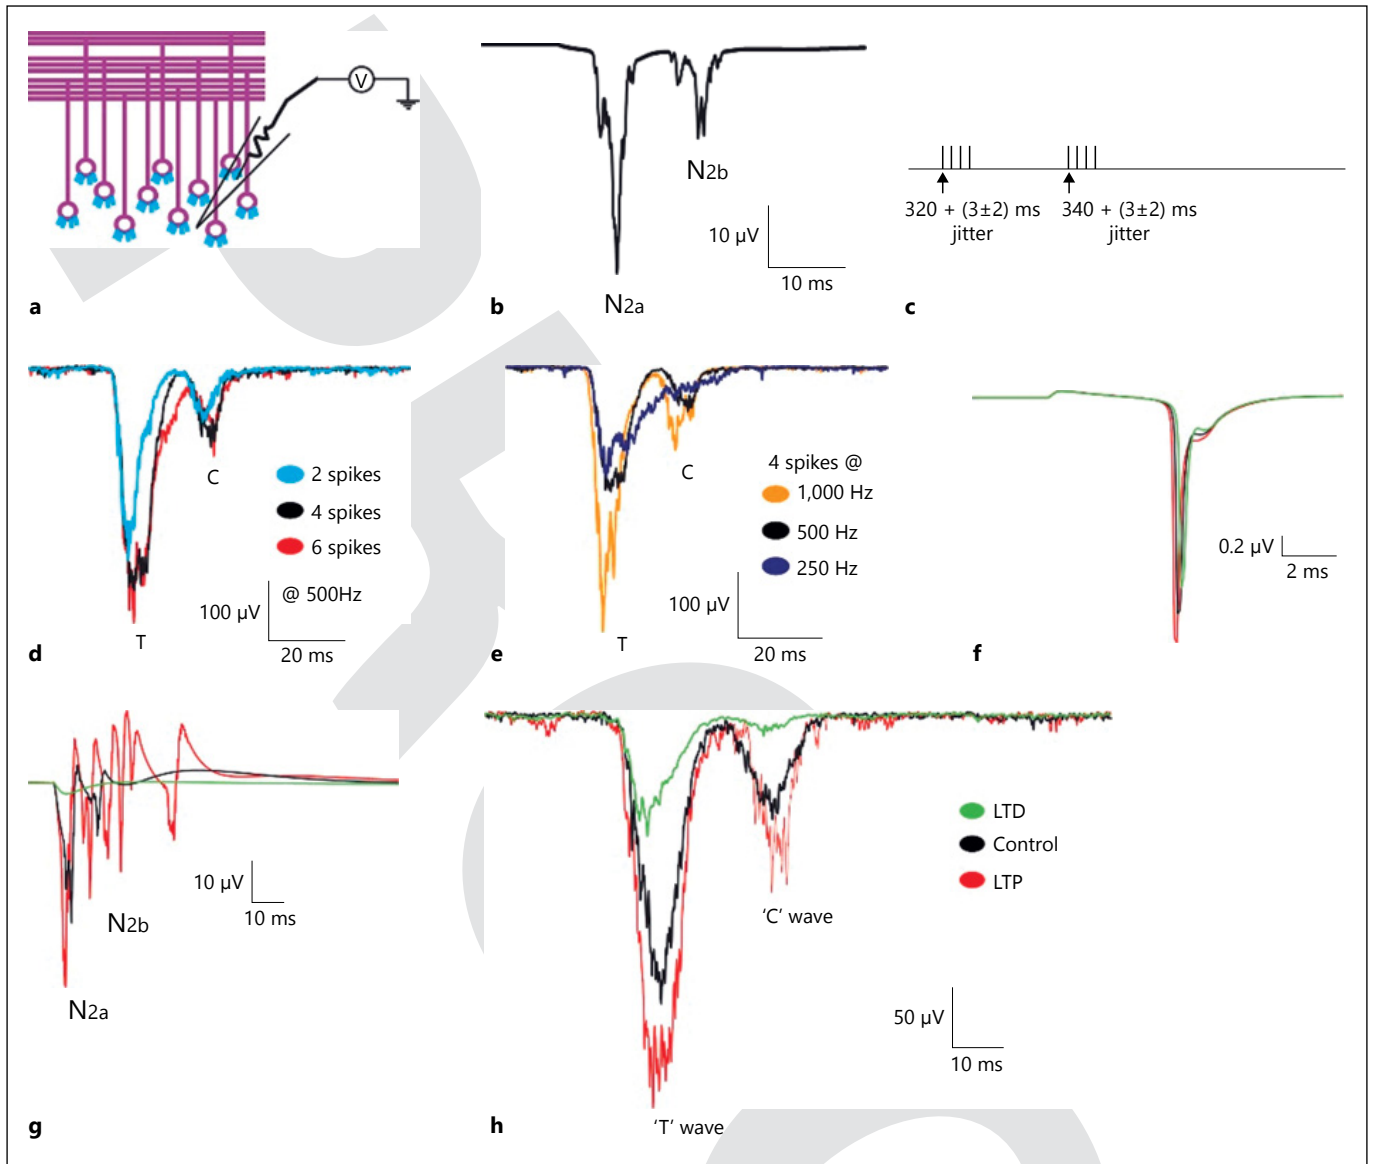 V
a
N2b
10 µV
10 ms
N2a
b
320 + (3±2) ms
jitter
340 + (3±2) ms
jitter
c
C
2 spikes
4 spikes
6 spikes
100 µV
@ 500Hz
20 ms
T
d
C
4 spikes @
1,000 Hz
500 Hz
250 Hz
100 µV
20 ms
T
e
0.2 µV
2 ms
f
10 µV
10 ms
N2b
N2a
g
LTD
Control
LTP
'C' wave
50 µV
10 ms
'T' wave
h